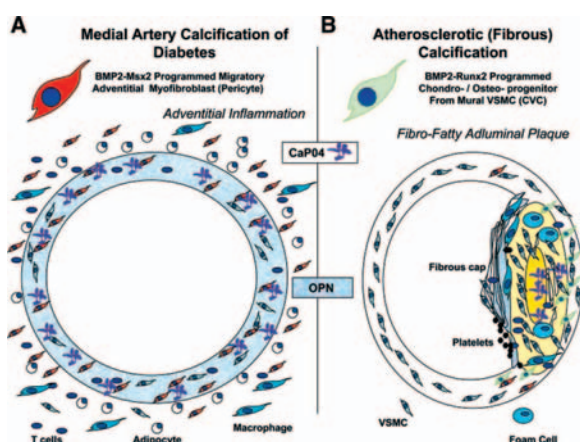 A
Medial Artery Calcification of
Diabetes
BMP2-Msx2 Programmed Migratory
Adventitial Myofibroblast (Pericyte)
Adventitial Inflammation
B
Atherosclerotic (Fibrous)
Calcification
BMP2-Runx2 Programmed
Chondro- / Osteo- progenitor
From Mural VSMC (CVC)
Fibro-Fatty Adluminal Plaque
CaP04
OPN
Fibrous cap
Platelets
T cells
Adipocyte
Macrophage
VSMC
Foam Cell